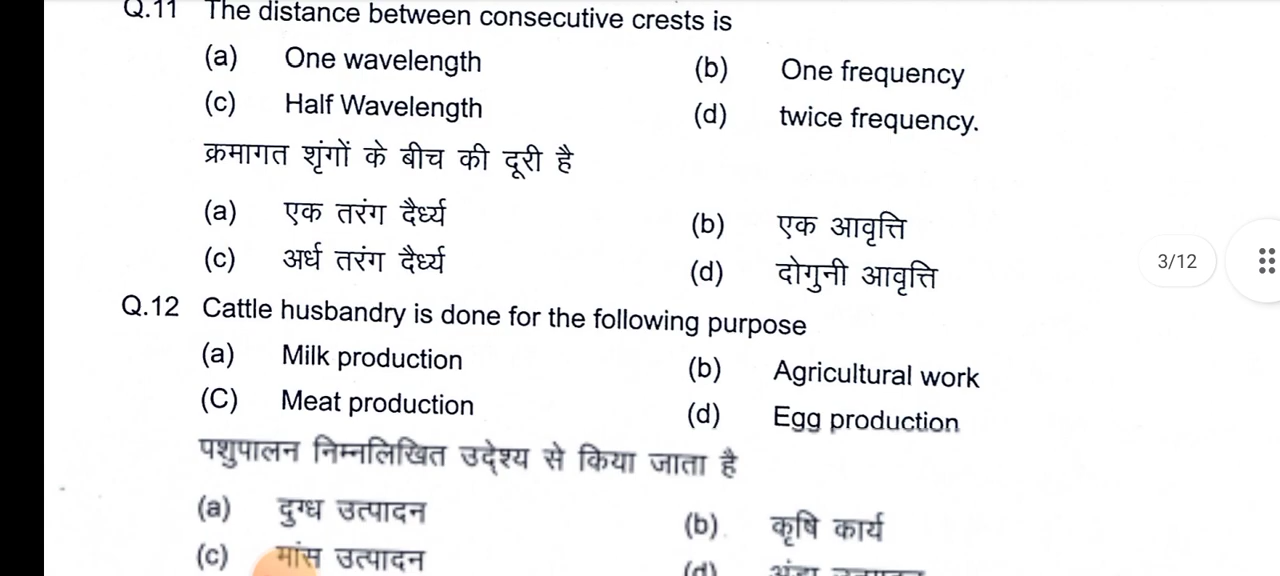 Q.11 The distance between consecutive crests is
(a) One wavelength (b) One frequency
(c) Half Wavelength (d) twice frequency.
क्रमागत शृंगों के बीच की दूरी है
(a) एक तरंग दैर्ध्य (b) एक आवृत्ति
(c) अर्ध तरंग दैर्ध्य (d) दोगुनी आवृत्ति
3/12
Q.12 Cattle husbandry is done for the following purpose
(a) Milk production (b) Agricultural work
(C) Meat production (d) Egg production
पशुपालन निम्नलिखित उद्देश्य से किया जाता है
(a) दुग्ध उत्पादन (b) कृषि कार्य
(c) मांस उत्पादन (d) अंडा उत्पादन